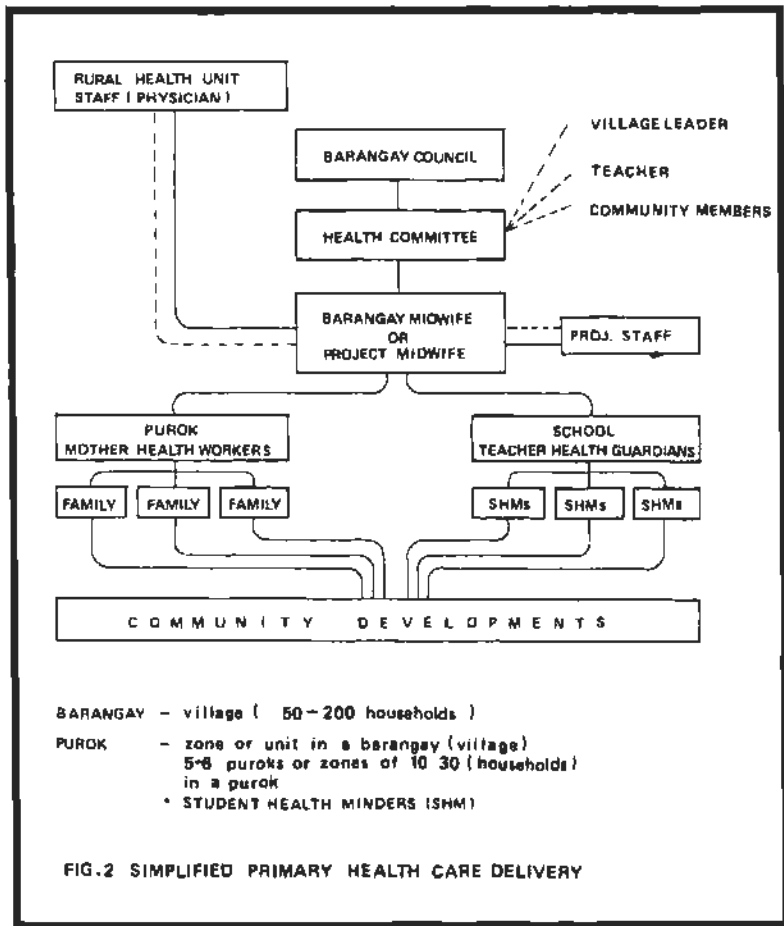 RURAL HEALTH UNIT
STAFF (PHYSICIAN)
VILLAGE LEADER
BARANGAY COUNCIL
TEACHER
COMMUNITY MEMBERS
HEALTH COMMITTEE
BARANGAY MIDWIFE
OR
PROJECT MIDWIFE
PROJ. STAFF
PUROK
MOTHER HEALTH WORKERS
SCHOOL
TEACHER HEALTH GUARDIANS
FAMILY FAMILY FAMILY
SHMs SHMs SHMs
COMMUNITY DEVELOPMENTS
BARANGAY - village ( 50-200 households )
PUROK - zone or unit in a barangay (village)
5-6 puroks or zones of 10 30 (households)
in a purok
* STUDENT HEALTH MINDERS (SHM)
FIG.2 SIMPLIFIED PRIMARY HEALTH CARE DELIVERY